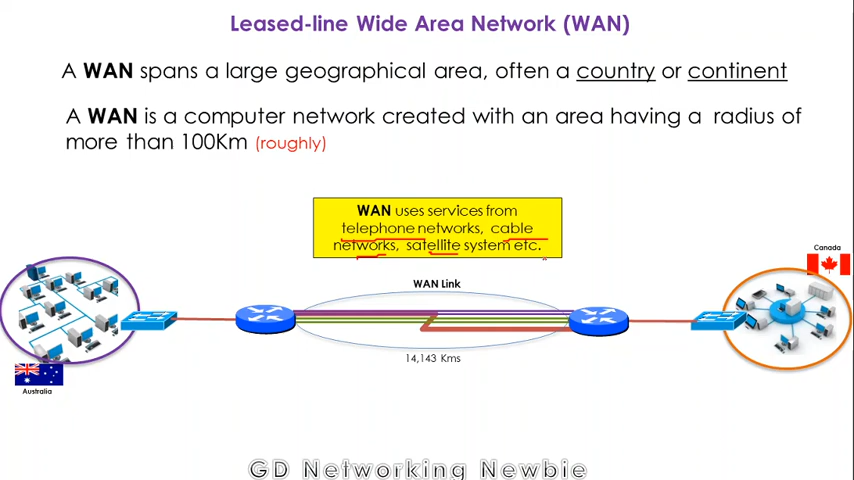 Leased-line Wide Area Network (WAN)
A WAN spans a large geographical area, often a country or continent
A WAN is a computer network created with an area having a radius of
more than 100Km (roughly)
WAN uses services from
telephone networks, cable
networks, satellite system etc.
Canada
WAN Link
14,143 Kms
Australia
GD Networking Newbie